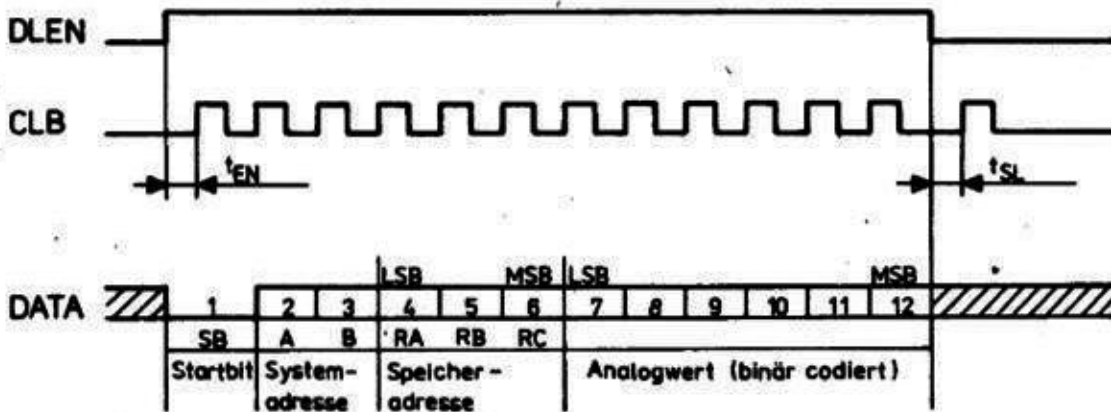 DLEN
CLB
tEN
tSL
LSB MSB LSB MSB
DATA 1 2 3 4 5 6 7 8 9 10 11 12
SB A B RA RB RC
Startbit System- Speicher- Analogwert (binär codiert)
adresse adresse